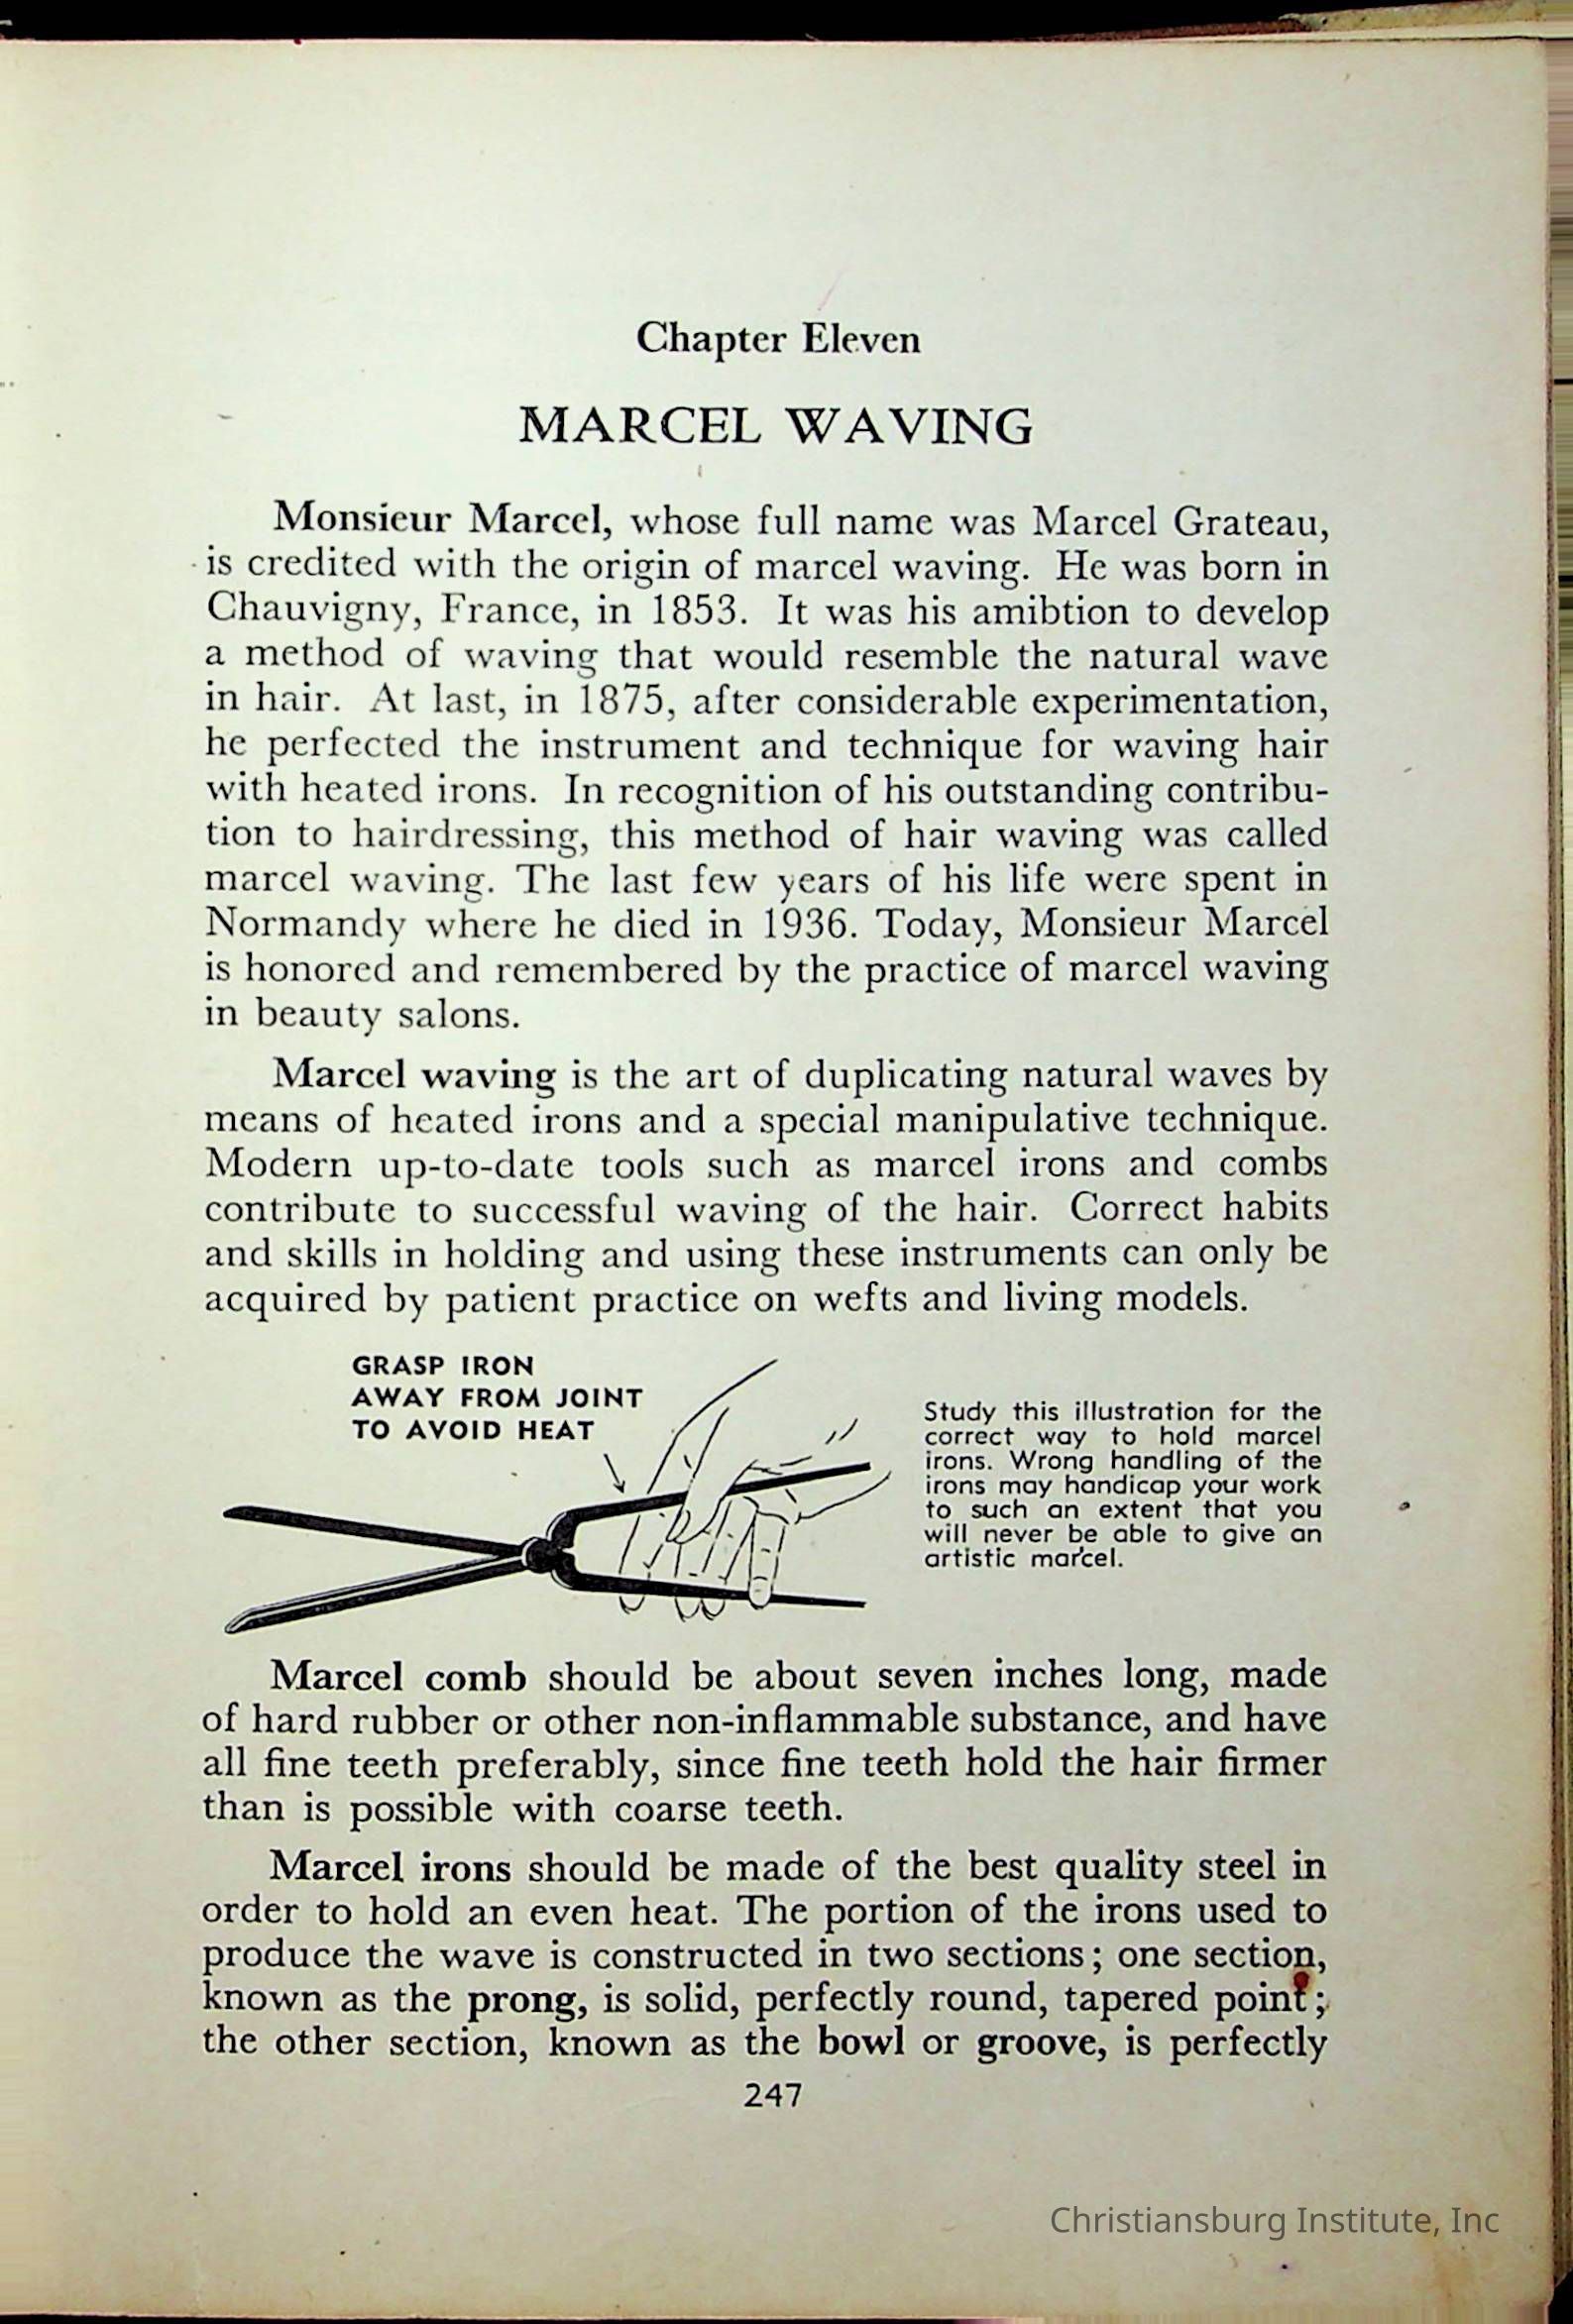 Chapter Eleven
MARCEL WAVING
Monsieur Marcel, whose full name was Marcel Grateau,
is credited with the origin of marcel waving. He was born in
Chauvigny, France, in 1853. It was his amibtion to develop
a method of waving that would resemble the natural wave
in hair. At last, in 1875, after considerable experimentation,
he perfected the instrument and technique for waving hair
with heated irons. In recognition of his outstanding contribu-
tion to hairdressing, this method of hair waving was called
marcel waving. The last few years of his life were spent in
Normandy where he died in 1936. Today, Monsieur Marcel
is honored and remembered by the practice of marcel waving
in beauty salons.
Marcel waving is the art of duplicating natural waves by
means of heated irons and a special manipulative technique.
Modern up-to-date tools such as marcel irons and combs
contribute to successful waving of the hair. Correct habits
and skills in holding and using these instruments can only be
acquired by patient practice on wefts and living models.
GRASP IRON
AWAY FROM JOINT
TO AVOID HEAT
Study this illustration for the
correct way to hold marcel
irons. Wrong handling of the
irons may handicap your work
to such an extent that you
will never be able to give an
artistic marcel.
Marcel comb should be about seven inches long, made
of hard rubber or other non-inflammable substance, and have
all fine teeth preferably, since fine teeth hold the hair firmer
than is possible with coarse teeth.
Marcel irons should be made of the best quality steel in
order to hold an even heat. The portion of the irons used to
produce the wave is constructed in two sections; one section,
known as the prong, is solid, perfectly round, tapered point;
the other section, known as the bowl or groove, is perfectly
247
Christiansburg Institute, Inc